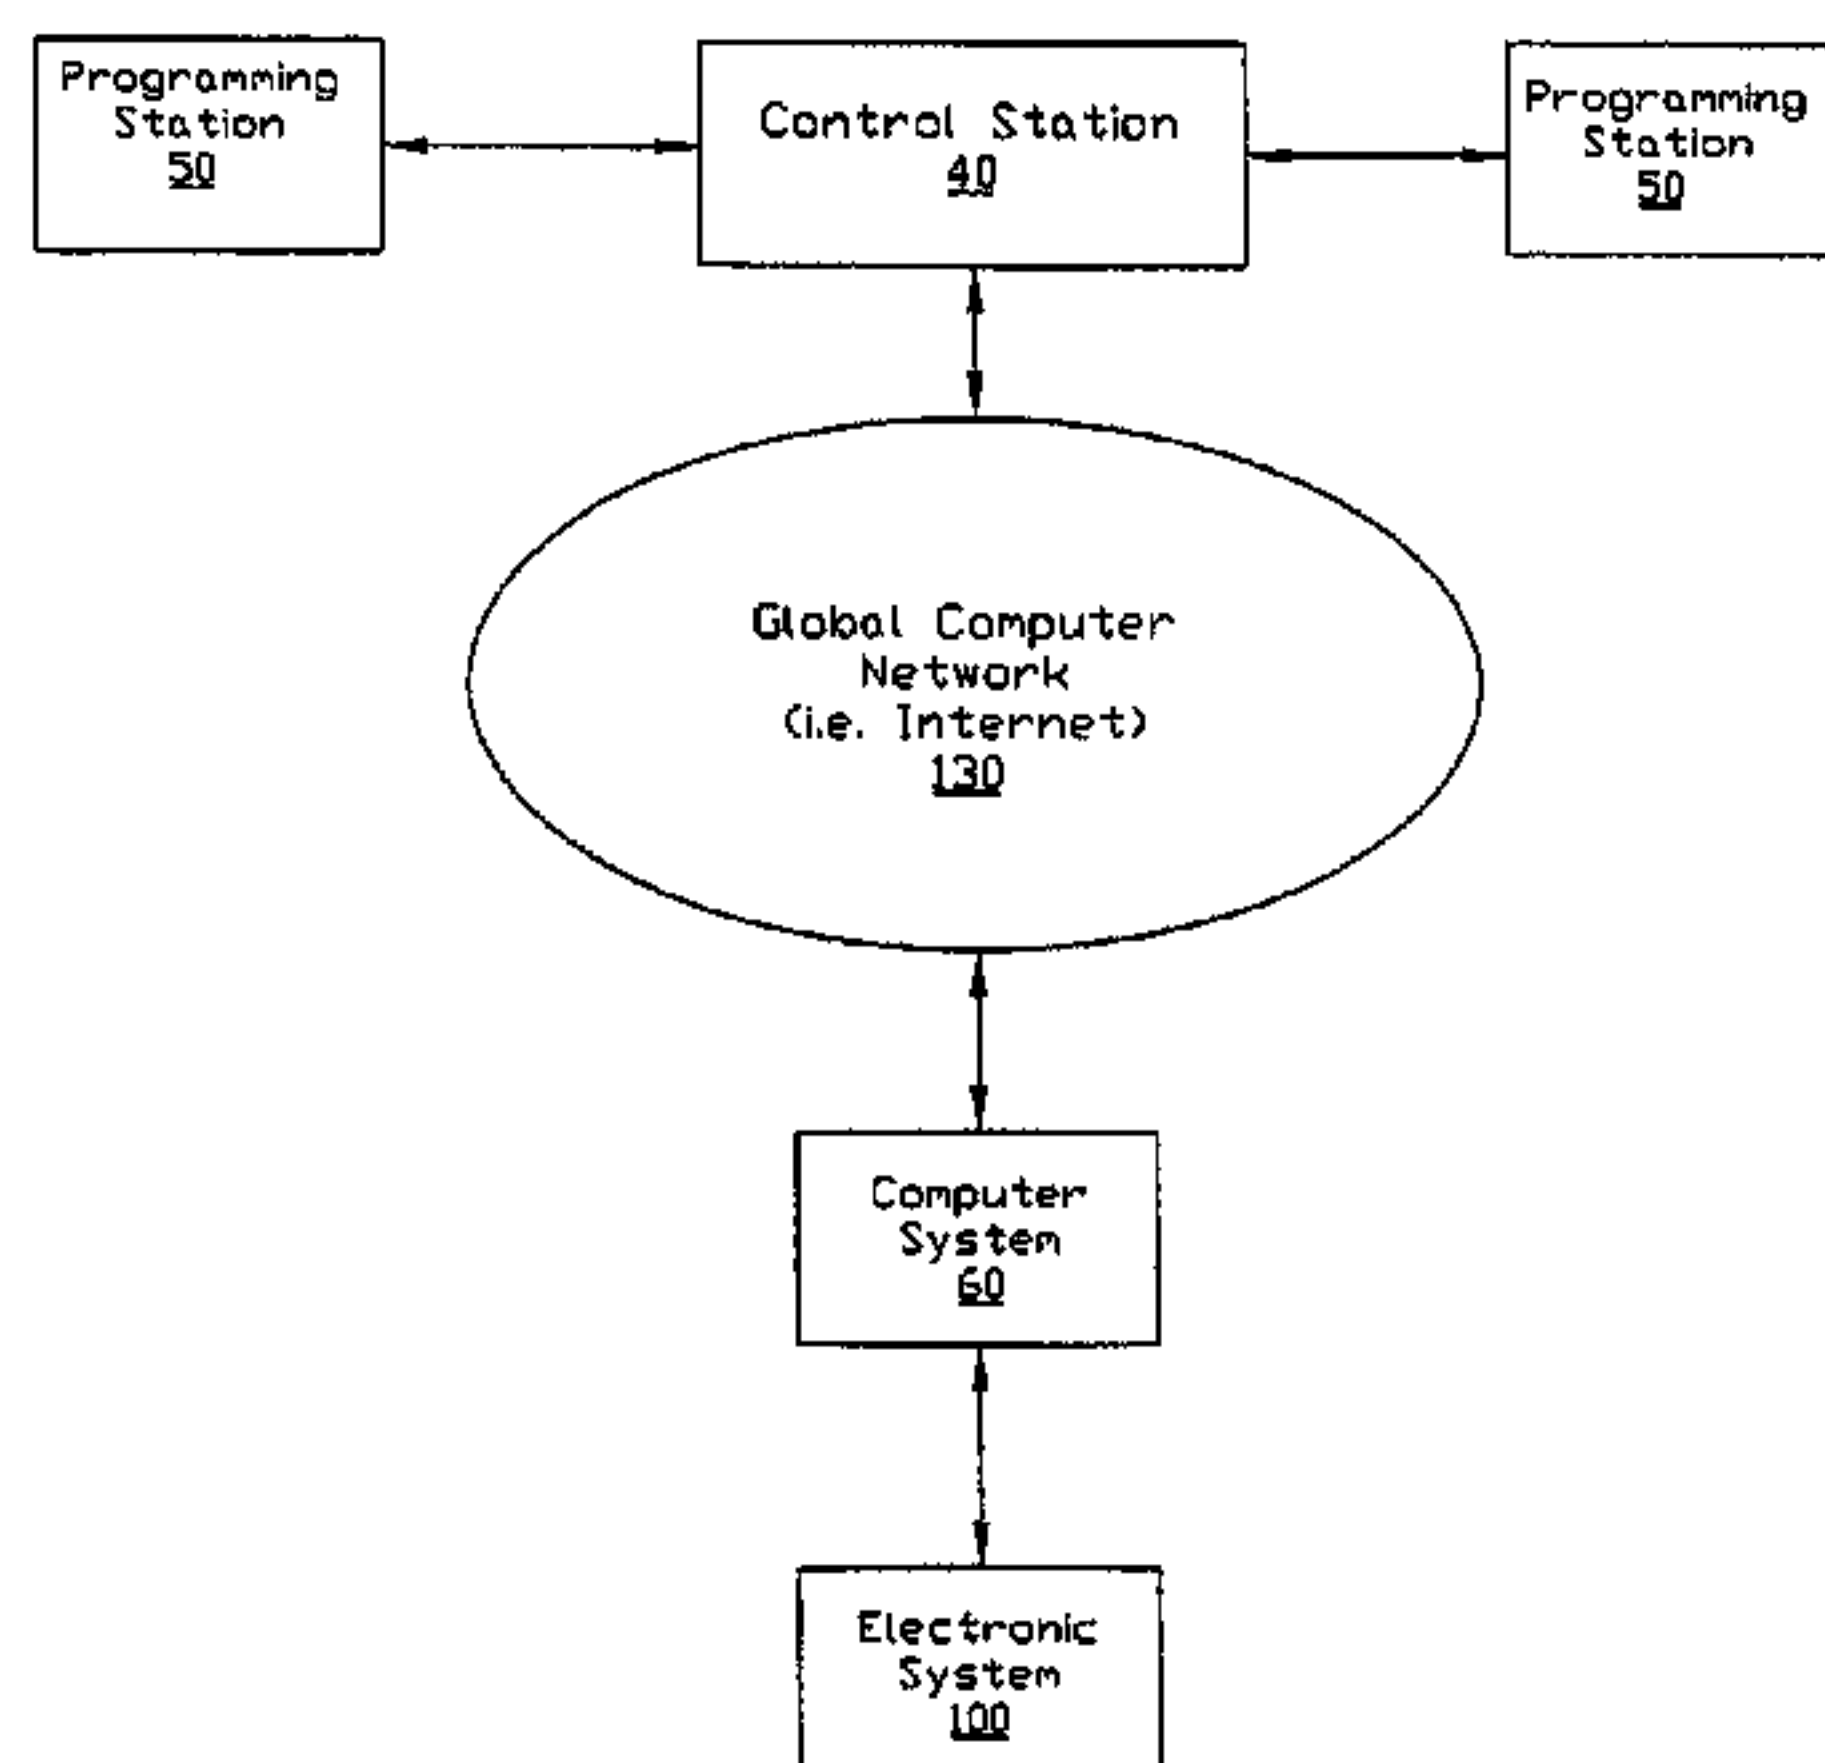 Programming
Station
50
Control Station
40
Programming
Station
50
Global Computer
Network
(i.e. Internet)
130
Computer
System
60
Electronic
System
100